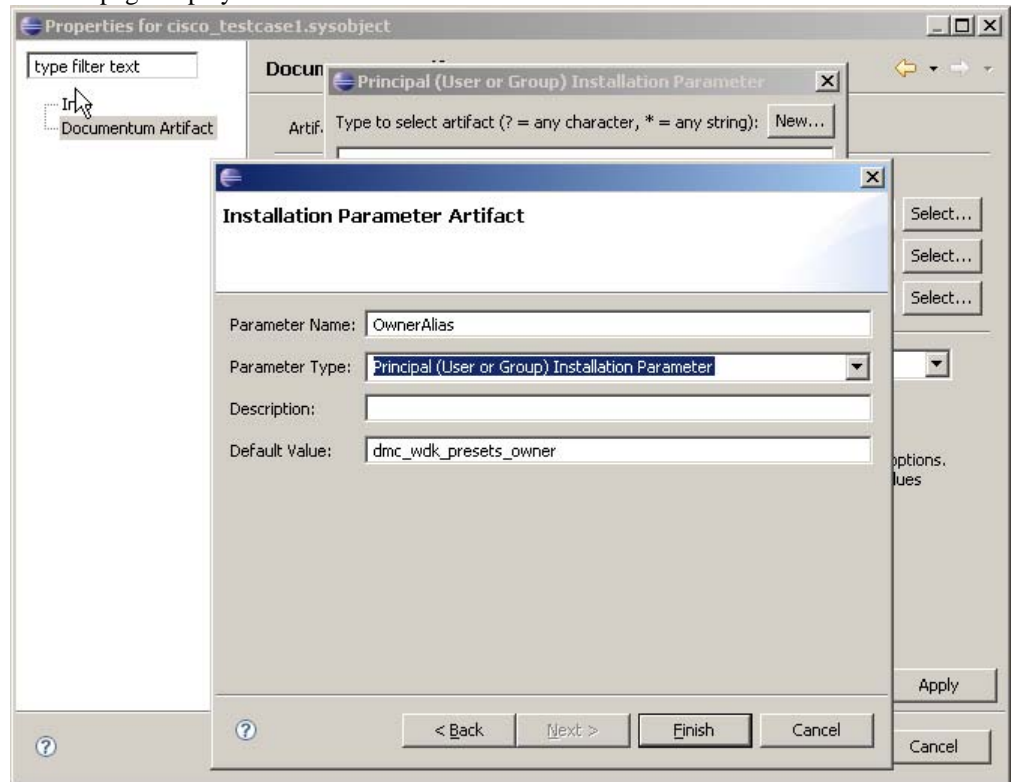 Properties for cisco_testcase1.sysobject
type filter text
Documentum Artifact
Principal (User or Group) Installation Parameter
Artif
Type to select artifact (? = any character, * = any string):
New...
Installation Parameter Artifact
Select...
Select...
Select...
Parameter Name:
OwnerAlias
Parameter Type:
Principal (User or Group) Installation Parameter
Description:
Default Value:
dmc_wdk_presets_owner
options.
lues
Apply
< Back
Next >
Finish
Cancel
Cancel